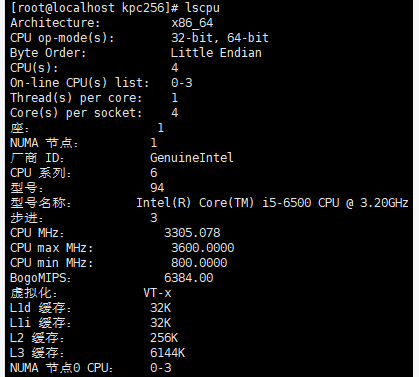 [root@localhost kpc256]# lscpu
Architecture: x86_64
CPU op-mode(s): 32-bit, 64-bit
Byte Order: Little Endian
CPU(s): 4
On-line CPU(s) list: 0-3
Thread(s) per core: 1
Core(s) per socket: 4
座： 1
NUMA 节点： 1
厂商 ID： GenuineIntel
CPU 系列： 6
型号： 94
型号名称： Intel(R) Core(TM) i5-6500 CPU @ 3.20GHz
步进： 3
CPU MHz： 3305.078
CPU max MHz: 3600.0000
CPU min MHz: 800.0000
BogoMIPS： 6384.00
虚拟化： VT-x
L1d 缓存： 32K
L1i 缓存： 32K
L2 缓存： 256K
L3 缓存： 6144K
NUMA 节点0 CPU： 0-3